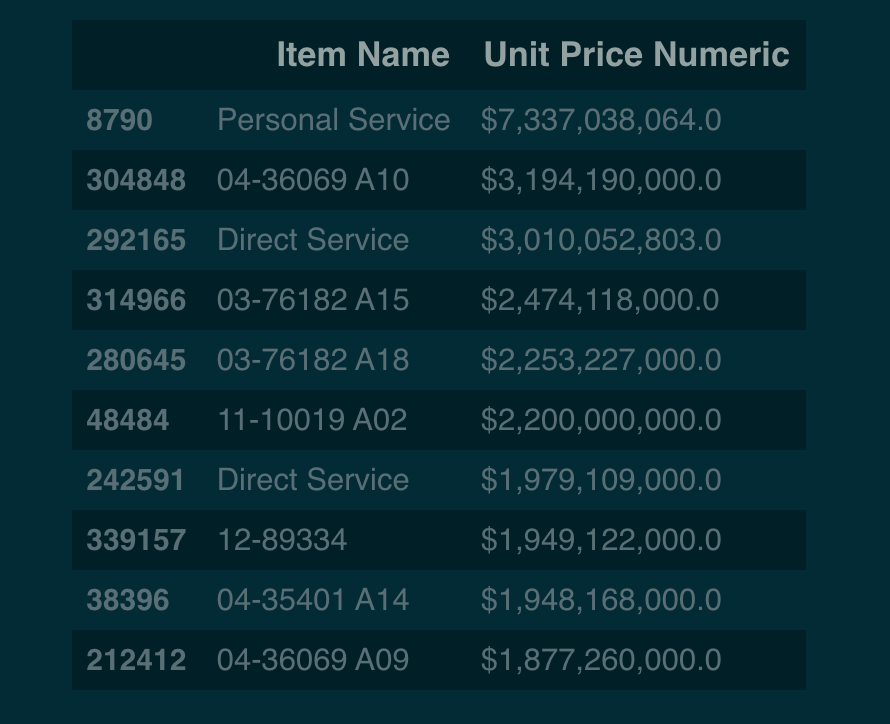 Item Name Unit Price Numeric
8790 Personal Service $7,337,038,064.0
304848 04-36069 A10 $3,194,190,000.0
292165 Direct Service $3,010,052,803.0
314966 03-76182 A15 $2,474,118,000.0
280645 03-76182 A18 $2,253,227,000.0
48484 11-10019 A02 $2,200,000,000.0
242591 Direct Service $1,979,109,000.0
339157 12-89334 $1,949,122,000.0
38396 04-35401 A14 $1,948,168,000.0
212412 04-36069 A09 $1,877,260,000.0